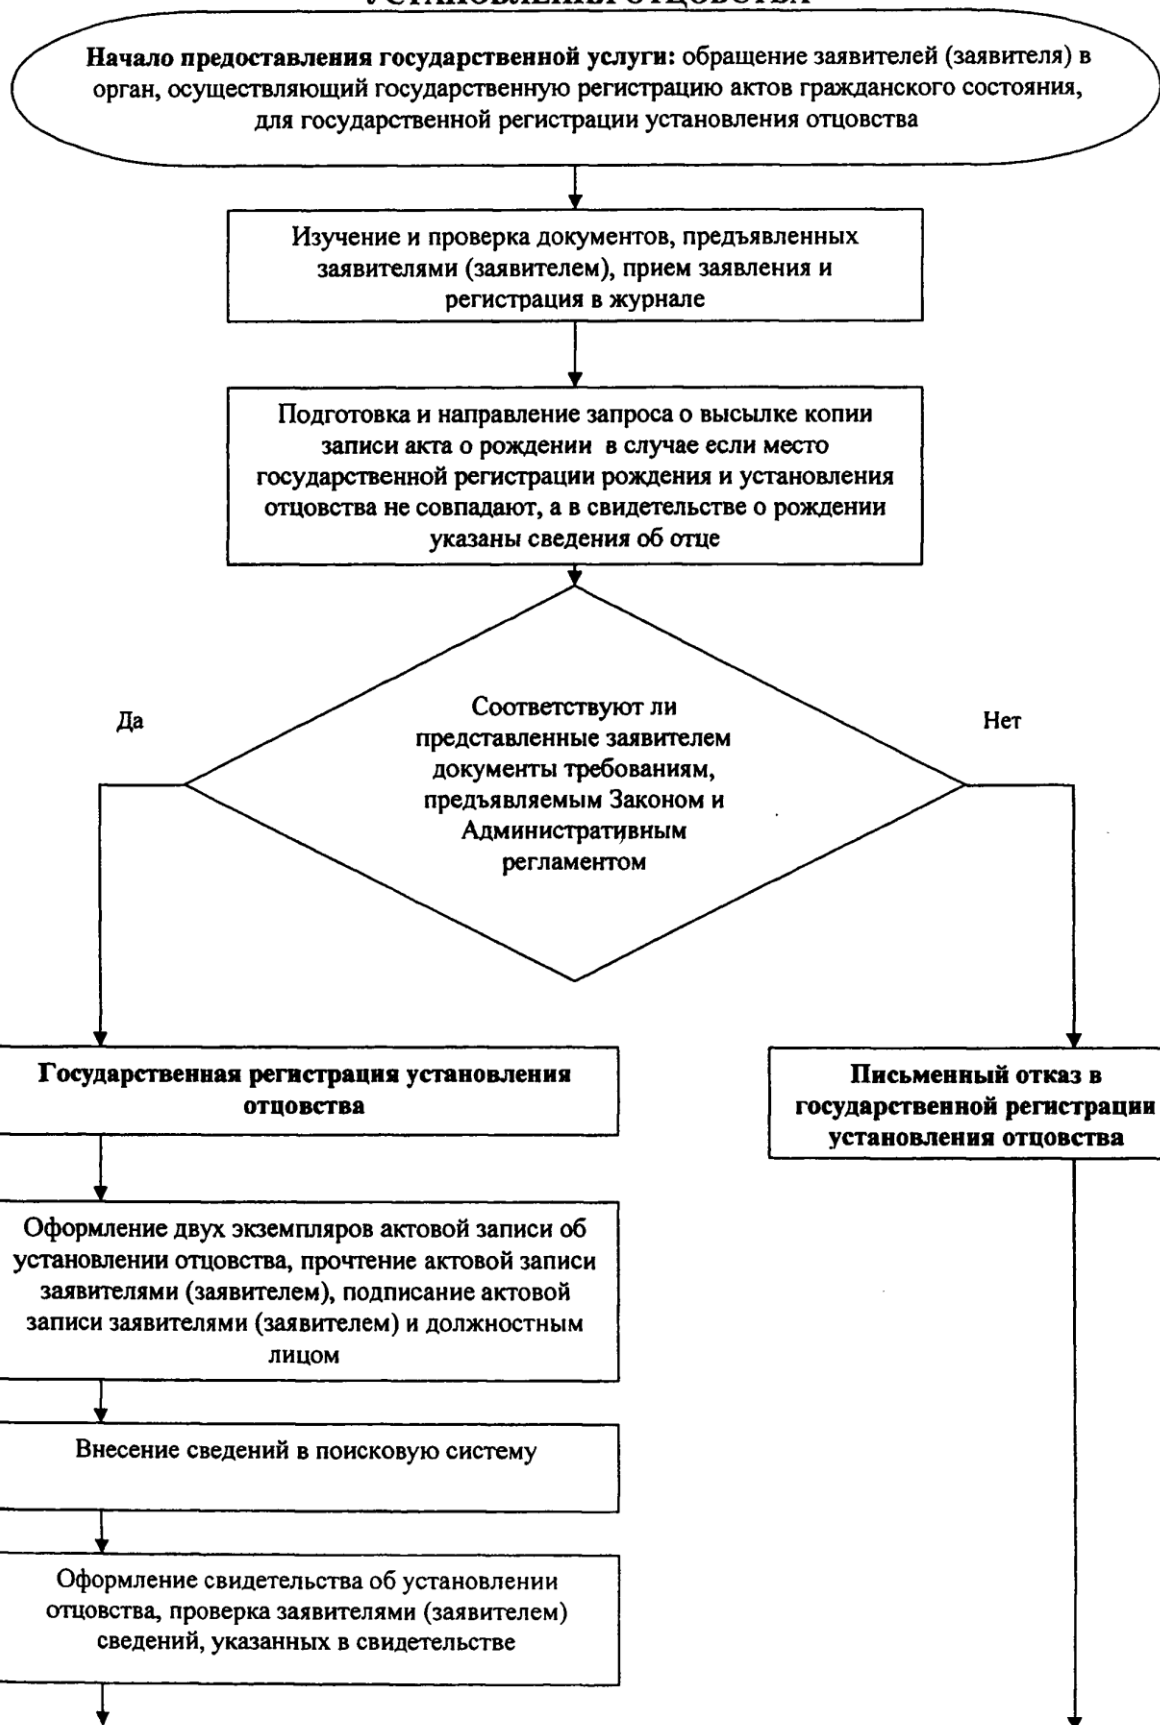 УСТАНОВЛЕНИЯ ОТЦОВСТВА
Начало предоставления государственной услуги: обращение заявителей (заявителя) в
орган, осуществляющий государственную регистрацию актов гражданского состояния,
для государственной регистрации установления отцовства
Изучение и проверка документов, предъявленных
заявителями (заявителем), прием заявления и
регистрация в журнале
Подготовка и направление запроса о высылке копии
записи акта о рождении в случае если место
государственной регистрации рождения и установления
отцовства не совпадают, а в свидетельстве о рождении
указаны сведения об отце
Да
Соответствуют ли
представленные заявителем
документы требованиям,
предъявляемым Законом и
Административным
регламентом
Нет
Государственная регистрация установления
отцовства
Письменный отказ в
государственной регистрации
установления отцовства
Оформление двух экземпляров актовой записи об
установлении отцовства, прочтение актовой записи
заявителями (заявителем), подписание актовой
записи заявителями (заявителем) и должностным
лицом
Внесение сведений в поисковую систему
Оформление свидетельства об установлении
отцовства, проверка заявителями (заявителем)
сведений, указанных в свидетельстве